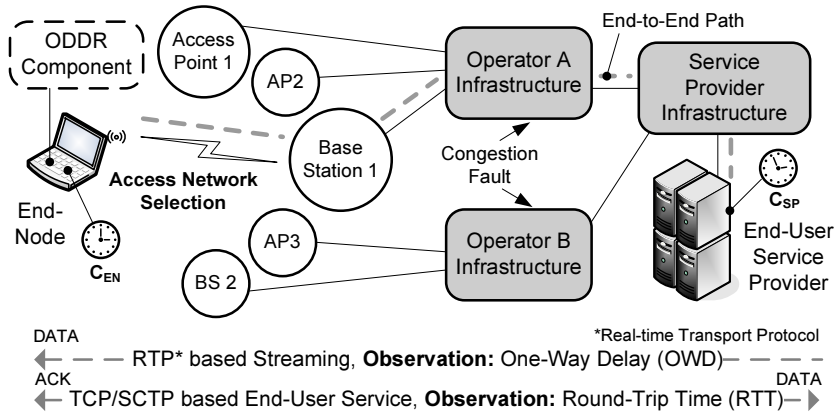 ODDR
Component
Access
Point 1
AP2
Base
Station 1
Operator A
Infrastructure
End-to-End Path
Service
Provider
Infrastructure
Congestion
Fault
Access Network
Selection
End-
Node
C_EN
AP3
BS 2
Operator B
Infrastructure
C_SP
End-User
Service
Provider
DATA
*Real-time Transport Protocol
RTP* based Streaming, Observation: One-Way Delay (OWD)
ACK
DATA
TCP/SCTP based End-User Service, Observation: Round-Trip Time (RTT)